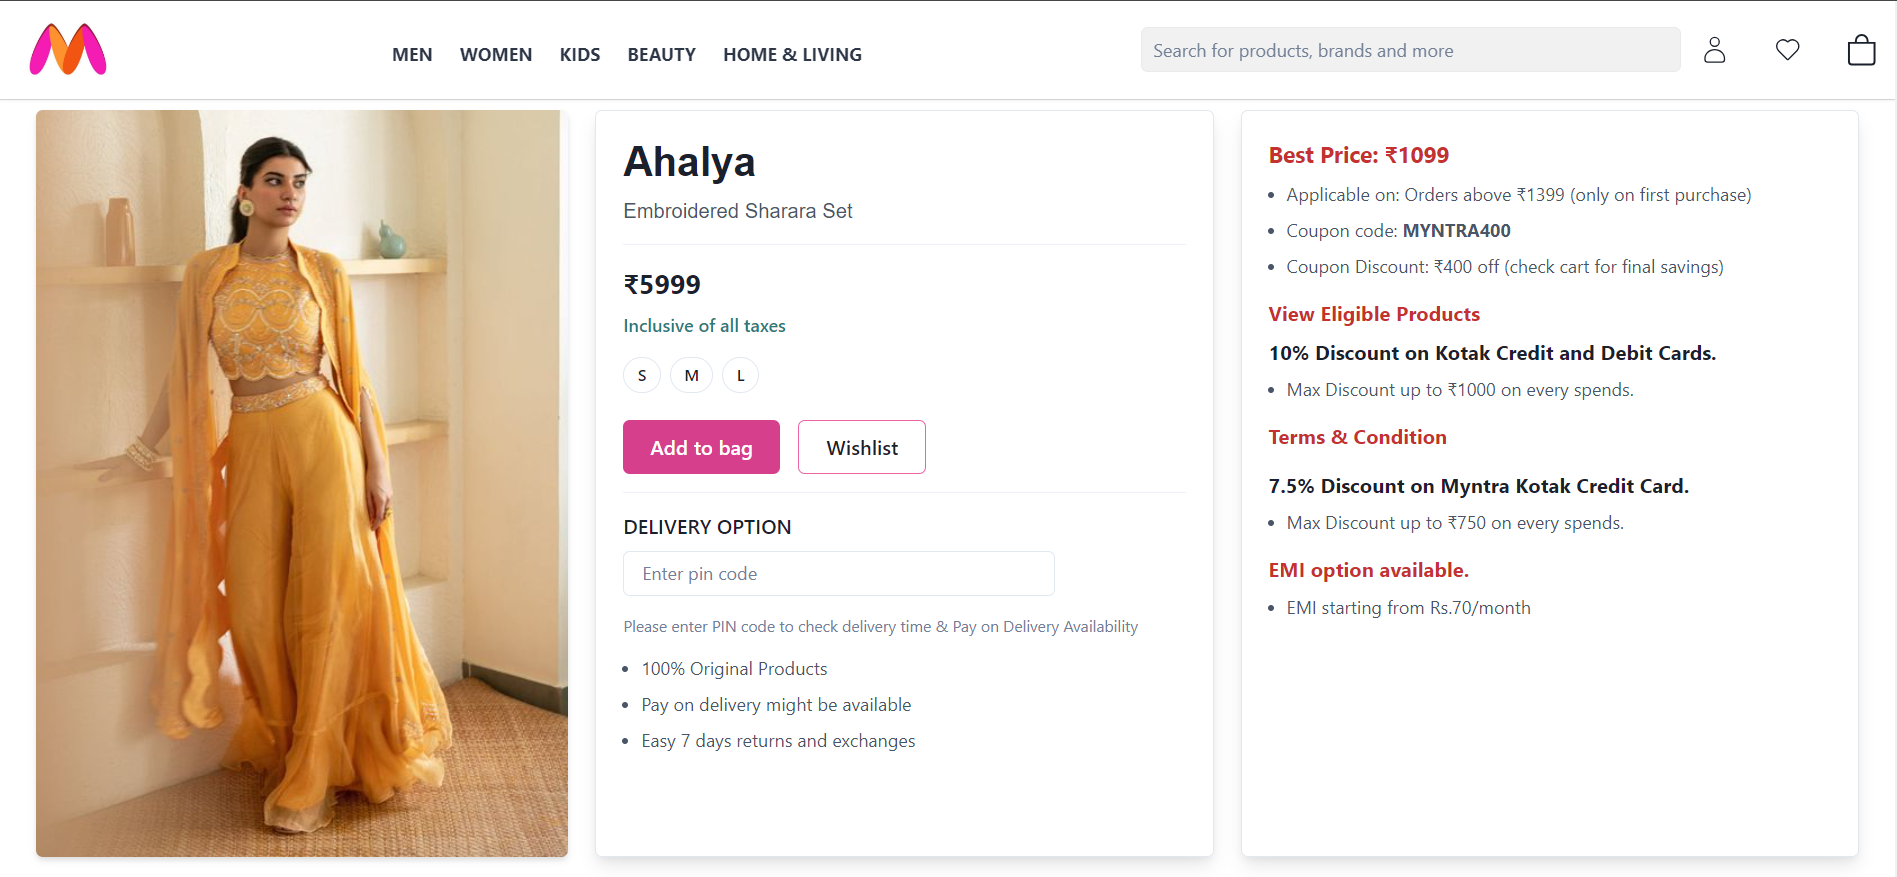 MEN WOMEN KIDS BEAUTY HOME & LIVING
Search for products, brands and more
Ahalya
Embroidered Sharara Set
₹5999
Inclusive of all taxes
S M L
Add to bag Wishlist
DELIVERY OPTION
Enter pin code
Please enter PIN code to check delivery time & Pay on Delivery Availability
• 100% Original Products
• Pay on delivery might be available
• Easy 7 days returns and exchanges
Best Price: ₹1099
• Applicable on: Orders above ₹1399 (only on first purchase)
• Coupon code: MYNTRA400
• Coupon Discount: ₹400 off (check cart for final savings)
View Eligible Products
10% Discount on Kotak Credit and Debit Cards.
• Max Discount up to ₹1000 on every spends.
Terms & Condition
7.5% Discount on Myntra Kotak Credit Card.
• Max Discount up to ₹750 on every spends.
EMI option available.
• EMI starting from Rs.70/month